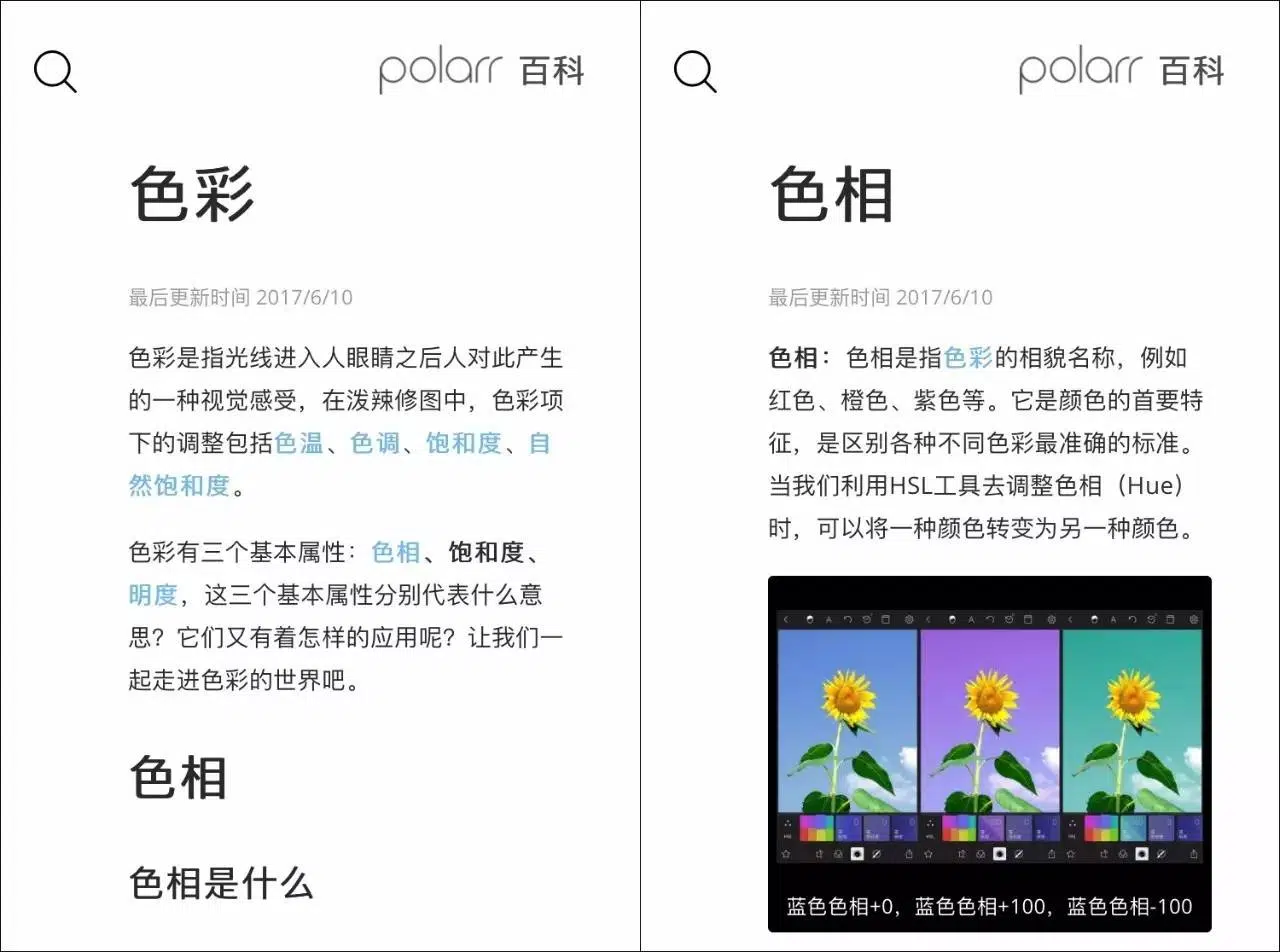 polarr 百科
色彩
最后更新时间 2017/6/10
色彩是指光线进入人眼睛之后人对此产生
的一种视觉感受，在泼辣修图中，色彩项
下的调整包括色温、色调、饱和度、自
然饱和度。
色彩有三个基本属性：色相、饱和度、
明度，这三个基本属性分别代表什么意
思？它们又有着怎样的应用呢？让我们一
起走进色彩的世界吧。
色相
色相是什么
polarr 百科
色相
最后更新时间 2017/6/10
色相：色相是指色彩的相貌名称，例如
红色、橙色、紫色等。它是颜色的首要特
征，是区别各种不同色彩最准确的标准。
当我们利用HSL工具去调整色相（Hue）
时，可以将一种颜色转变为另一种颜色。
蓝色色相+0，蓝色色相+100，蓝色色相-100